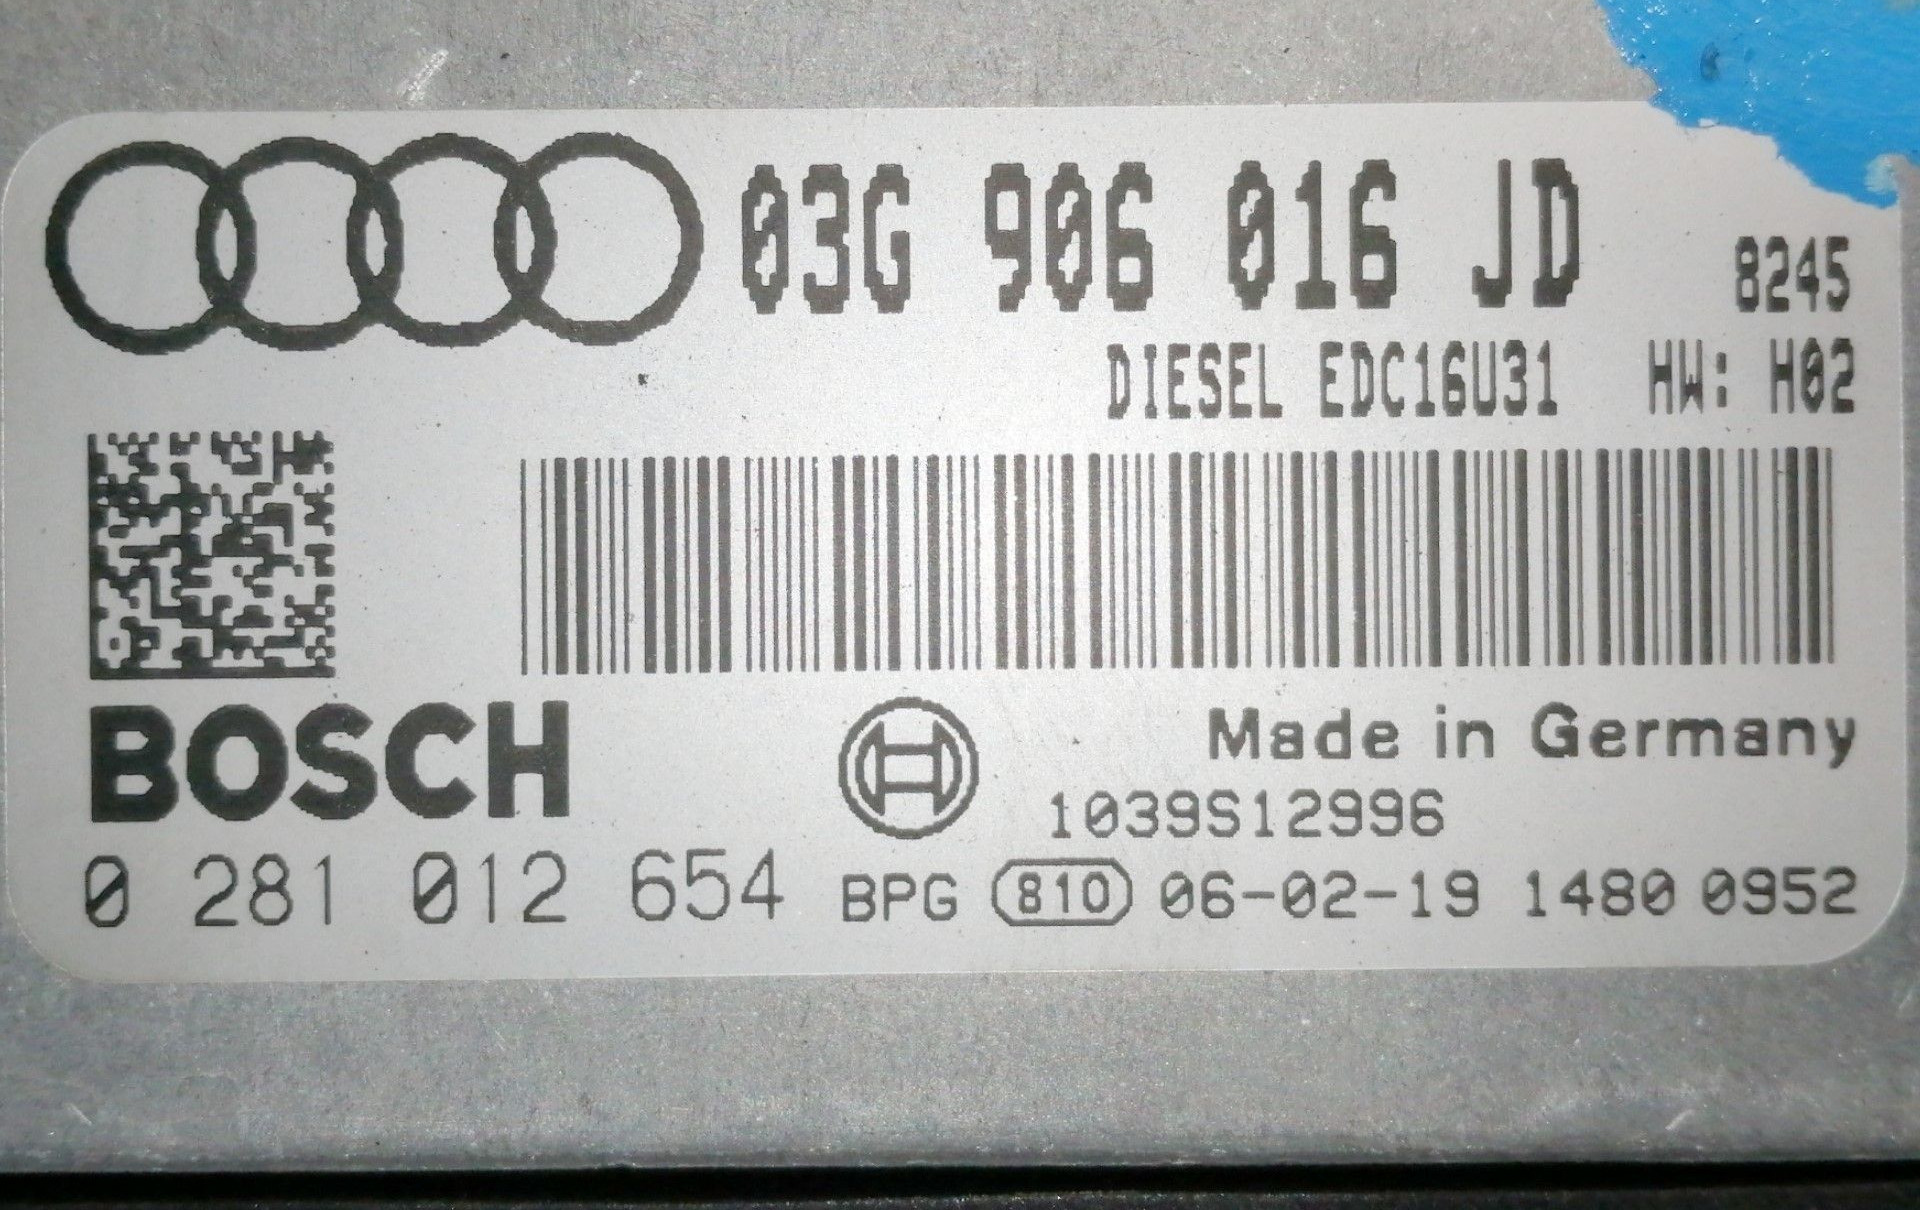 03G 906 016 JD 8245
DIESEL EDC16U31 HW: H02
BOSCH
Made in Germany
1039S12996
0 281 012 654 BPG 810 06-02-19 1480 0952